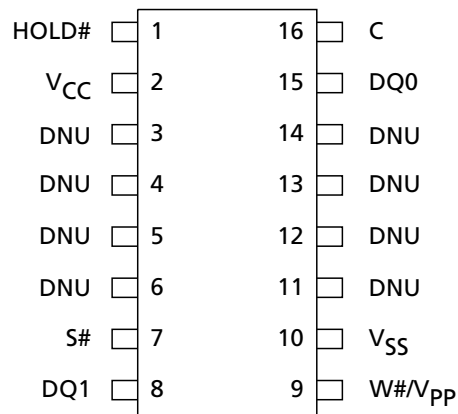 HOLD# 1 16 C
VCC 2 15 DQ0
DNU 3 14 DNU
DNU 4 13 DNU
DNU 5 12 DNU
DNU 6 11 DNU
S# 7 10 VSS
DQ1 8 9 W#/VPP